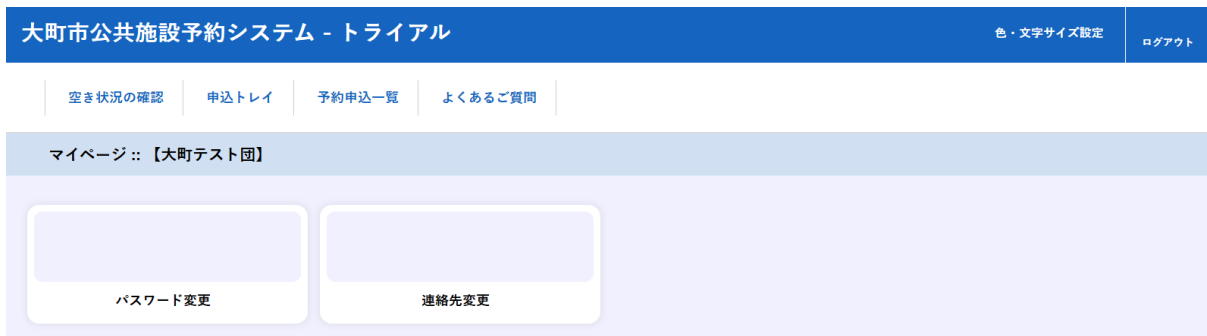 大町市公共施設予約システム - トライアル
色・文字サイズ設定
ログアウト
空き状況の確認
申込トレイ
予約申込一覧
よくあるご質問
マイページ :: 【大町テスト団】
パスワード変更
連絡先変更